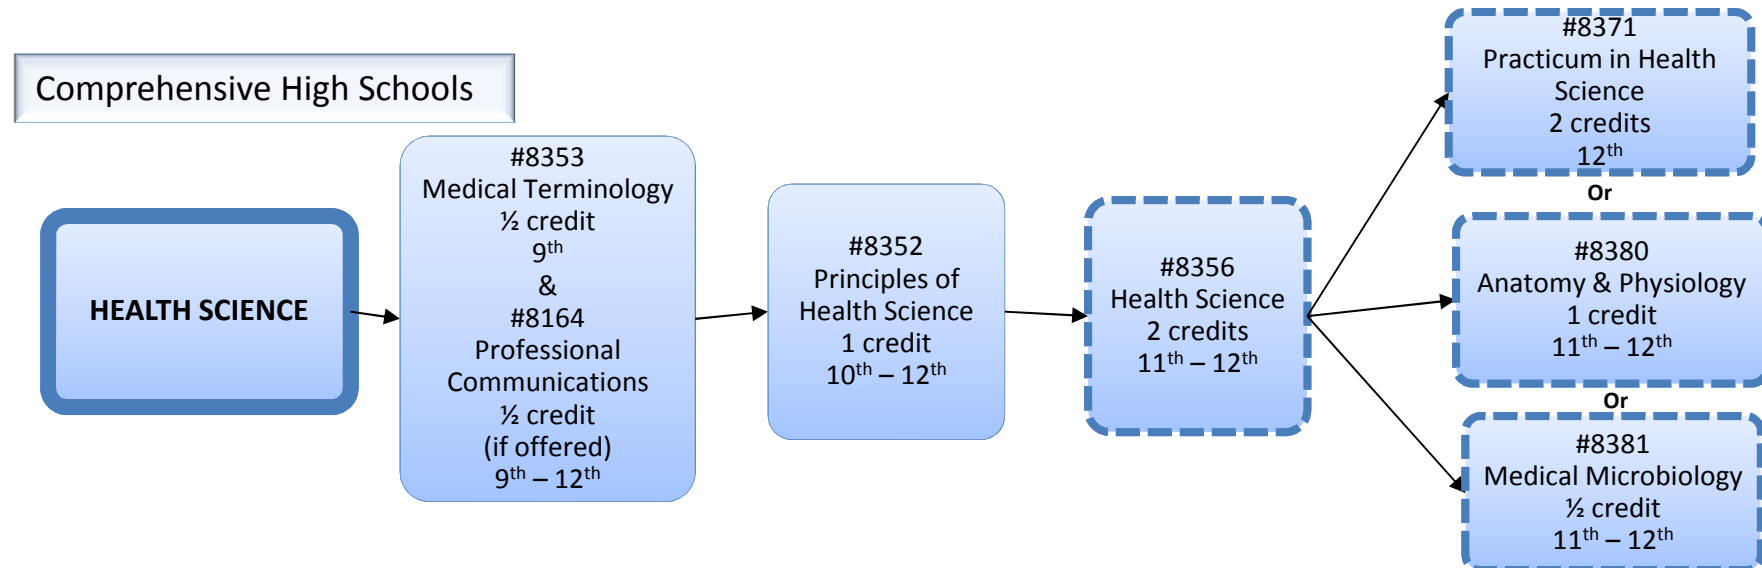 Comprehensive High Schools
HEALTH SCIENCE
#8353
Medical Terminology
½ credit
9th
&
#8164
Professional
Communications
½ credit
(if offered)
9th – 12th
#8352
Principles of
Health Science
1 credit
10th – 12th
#8356
Health Science
2 credits
11th – 12th
#8371
Practicum in Health
Science
2 credits
12th
Or
#8380
Anatomy & Physiology
1 credit
11th – 12th
Or
#8381
Medical Microbiology
½ credit
11th – 12th